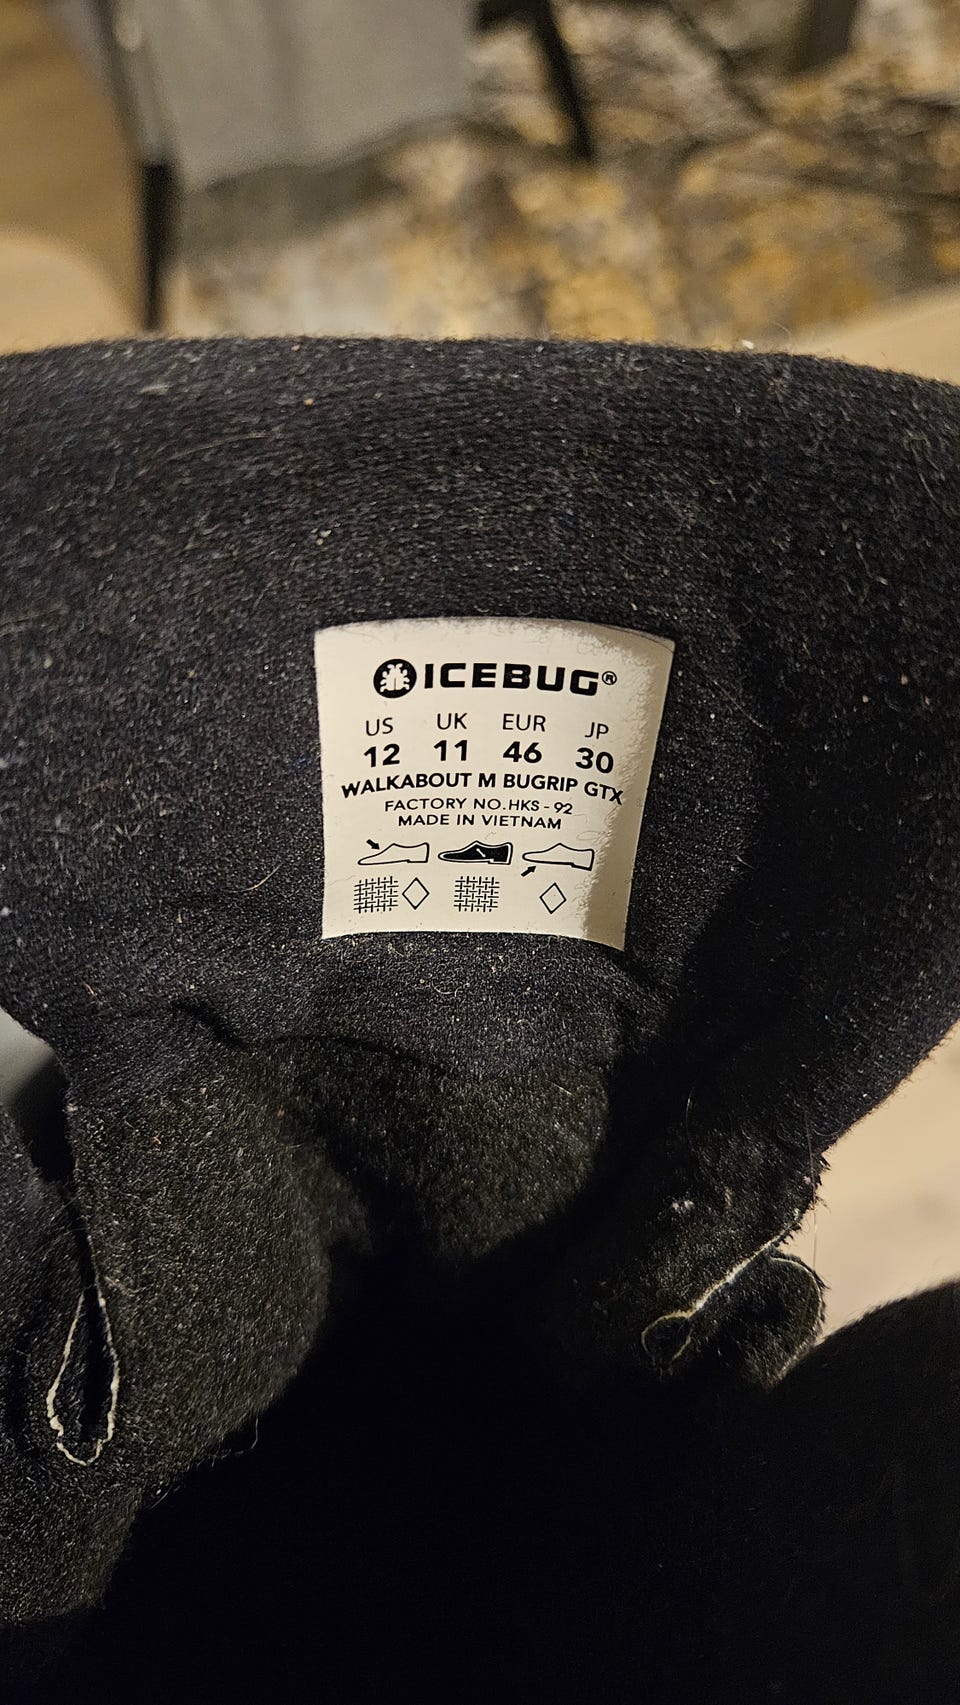 ICEBUG®
US UK EUR JP
12 11 46 30
WALKABOUT M BUGRIP GTX
FACTORY NO.HKS-92
MADE IN VIETNAM